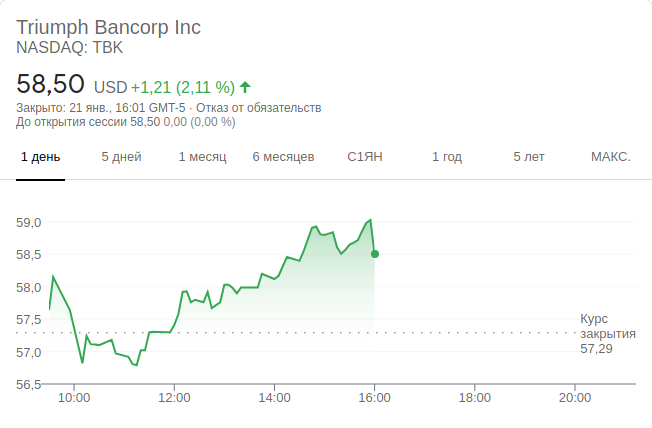 Triumph Bancorp Inc
NASDAQ: TBK
58,50 USD +1,21 (2,11 %)
Закрыто: 21 янв., 16:01 GMT-5 · Отказ от обязательств
До открытия сессии 58,50 0,00 (0,00 %)
1 день 5 дней 1 месяц 6 месяцев С1ЯН 1 год 5 лет МАКС.
59,0
58,5
58,0
57,5
57,0
56,5
Курс
закрытия
57,29
10:00 12:00 14:00 16:00 18:00 20:00